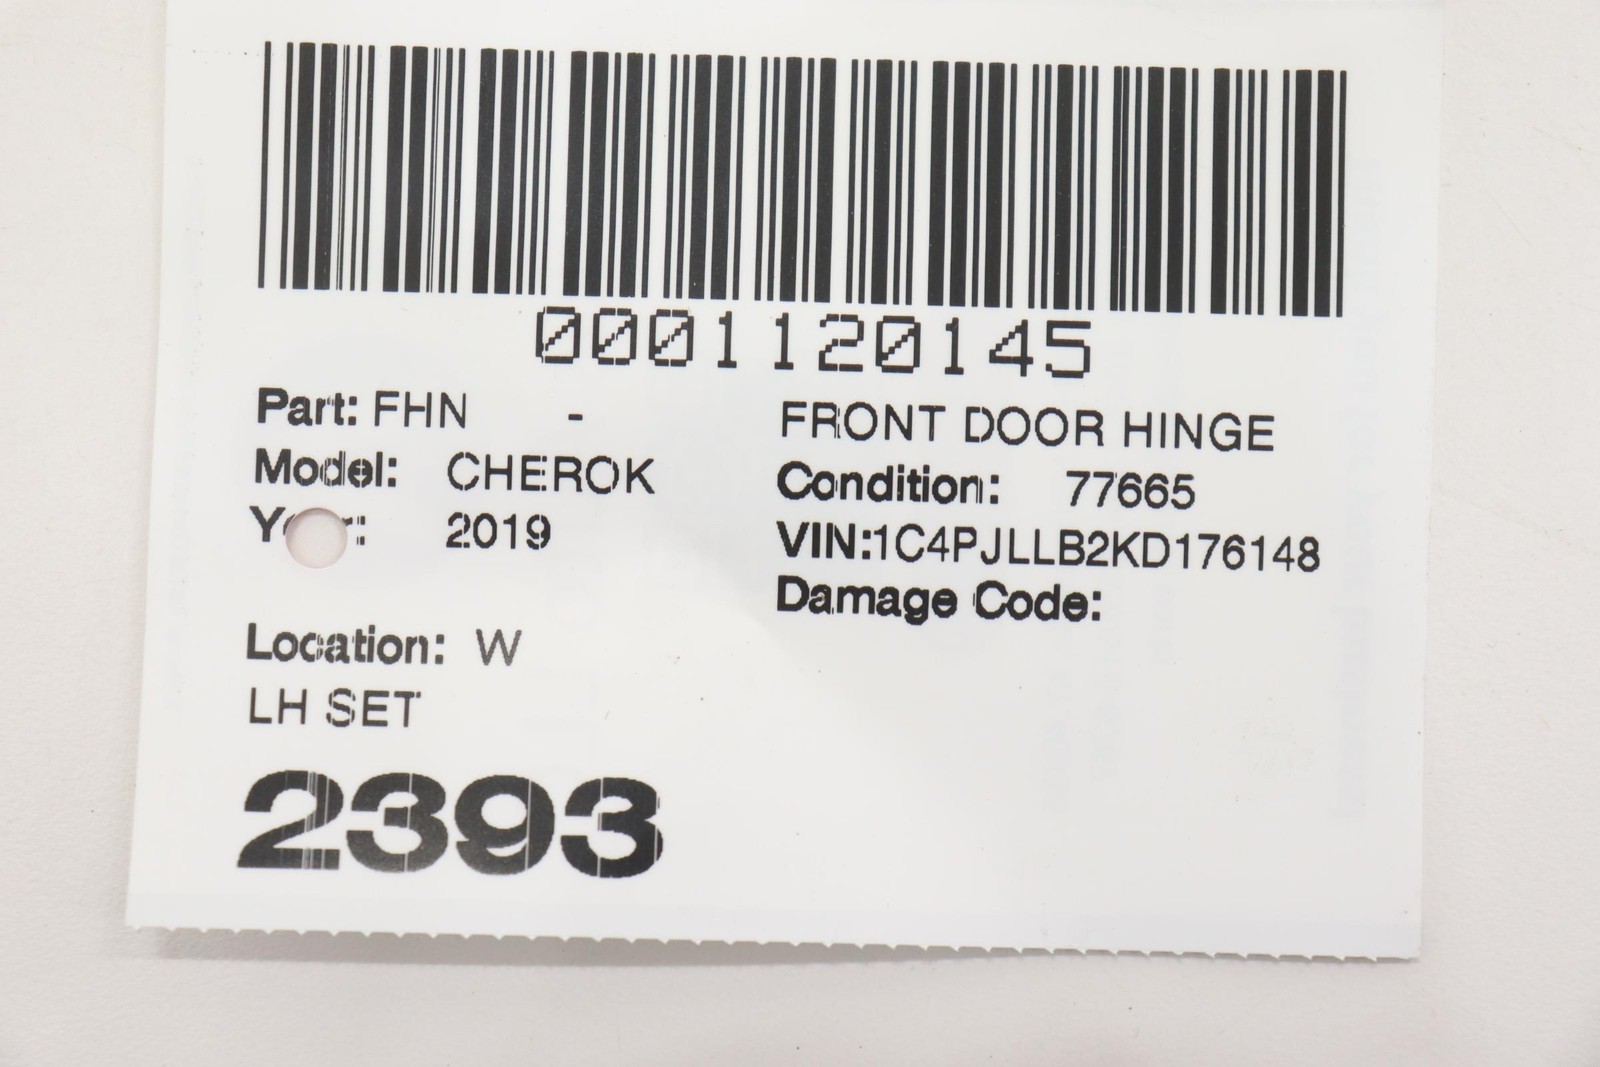 0001120145
Part: FHN - FRONT DOOR HINGE
Model: CHEROK Condition: 77665
2019 VIN:1C4PJLLB2KD176148
Damage Code:
Location: W
LH SET
2393